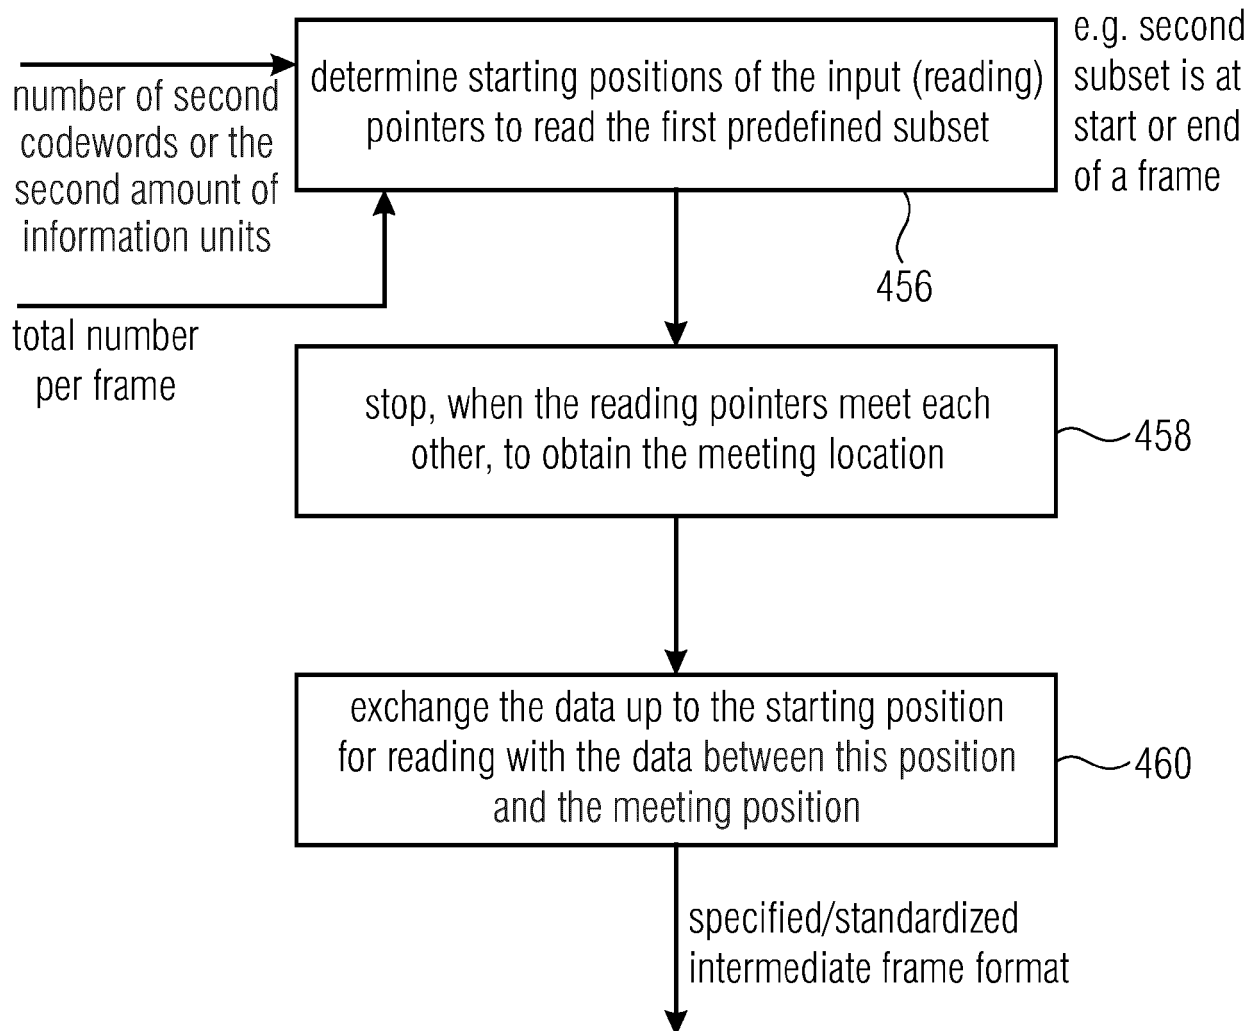 determine starting positions of the input (reading)
pointers to read the first predefined subset
e.g. second
subset is at
start or end
of a frame
number of second
codewords or the
second amount of
information units
456
total number
per frame
stop, when the reading pointers meet each
other, to obtain the meeting location
458
exchange the data up to the starting position
for reading with the data between this position
and the meeting position
460
specified/standardized
intermediate frame format